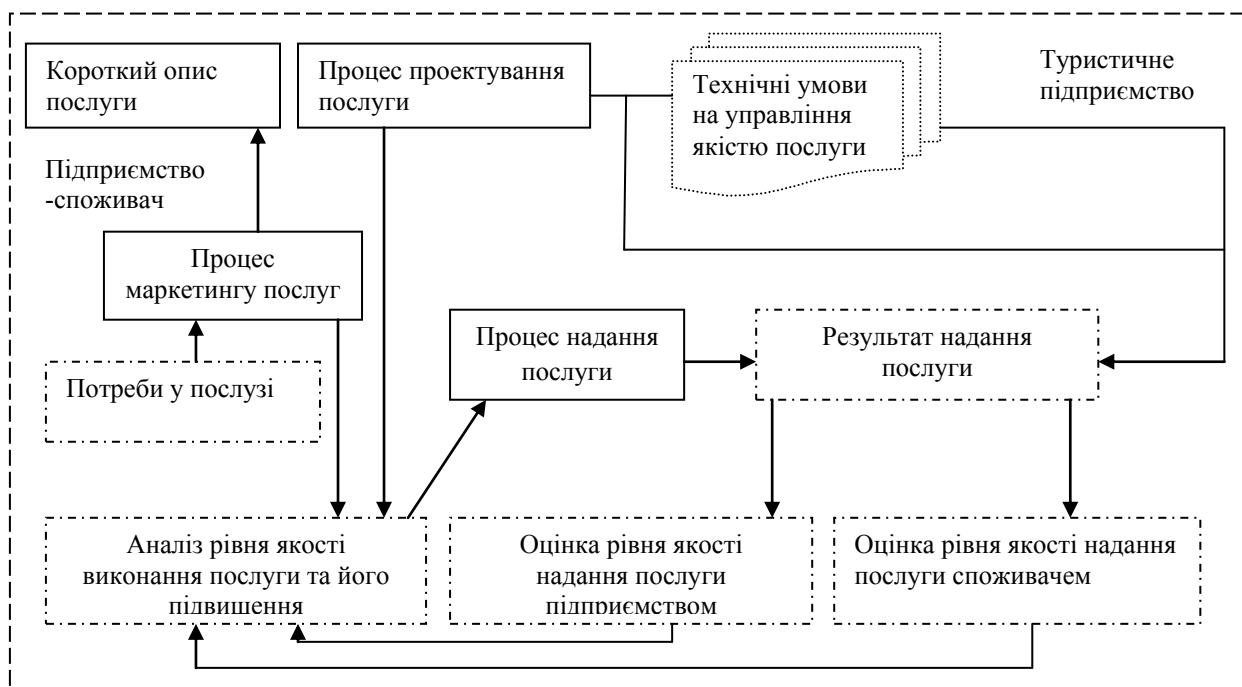 Короткий опис
послуги
Процес проектування
послуги
Технічні умови
на управління
якістю послуги
Туристичне
підприємство
Підприємство
-споживач
Процес
маркетингу послуг
Потреби у послузі
Процес надання
послуги
Результат надання
послуги
Аналіз рівня якості
виконання послуги та його
підвищення
Оцінка рівня якості
надання послуги
підприємством
Оцінка рівня якості надання
послуги споживачем